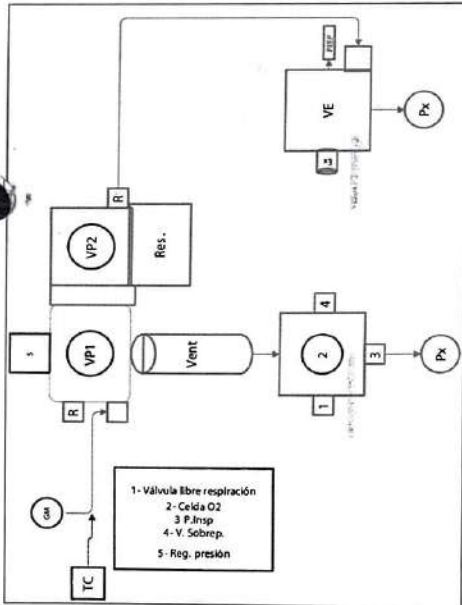 5
VP1
VP2
R
R
Res.
GM
TC
Vent
PEEP
VE
3
Px
1
2
4
3
Px
1- Válvula libre respiración
2- Celda O2
3 P.Insp
4- V. Sobrep.
5- Reg. presión